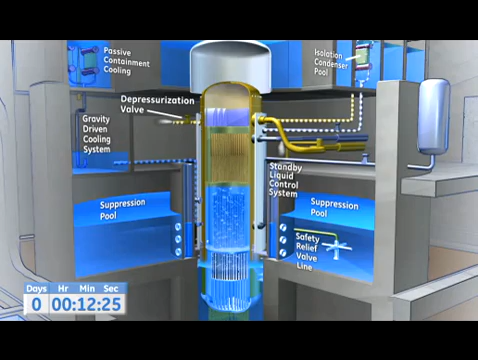 Passive
Containment
Cooling
Isolation
Condenser
Pool
Depressurization
Valve
Gravity
Driven
Cooling
System
Standby
Liquid
Control
System
Suppression
Pool
Suppression
Pool
Safety
Relief
Valve
Line
Days Hr Min Sec
0 00:12:25